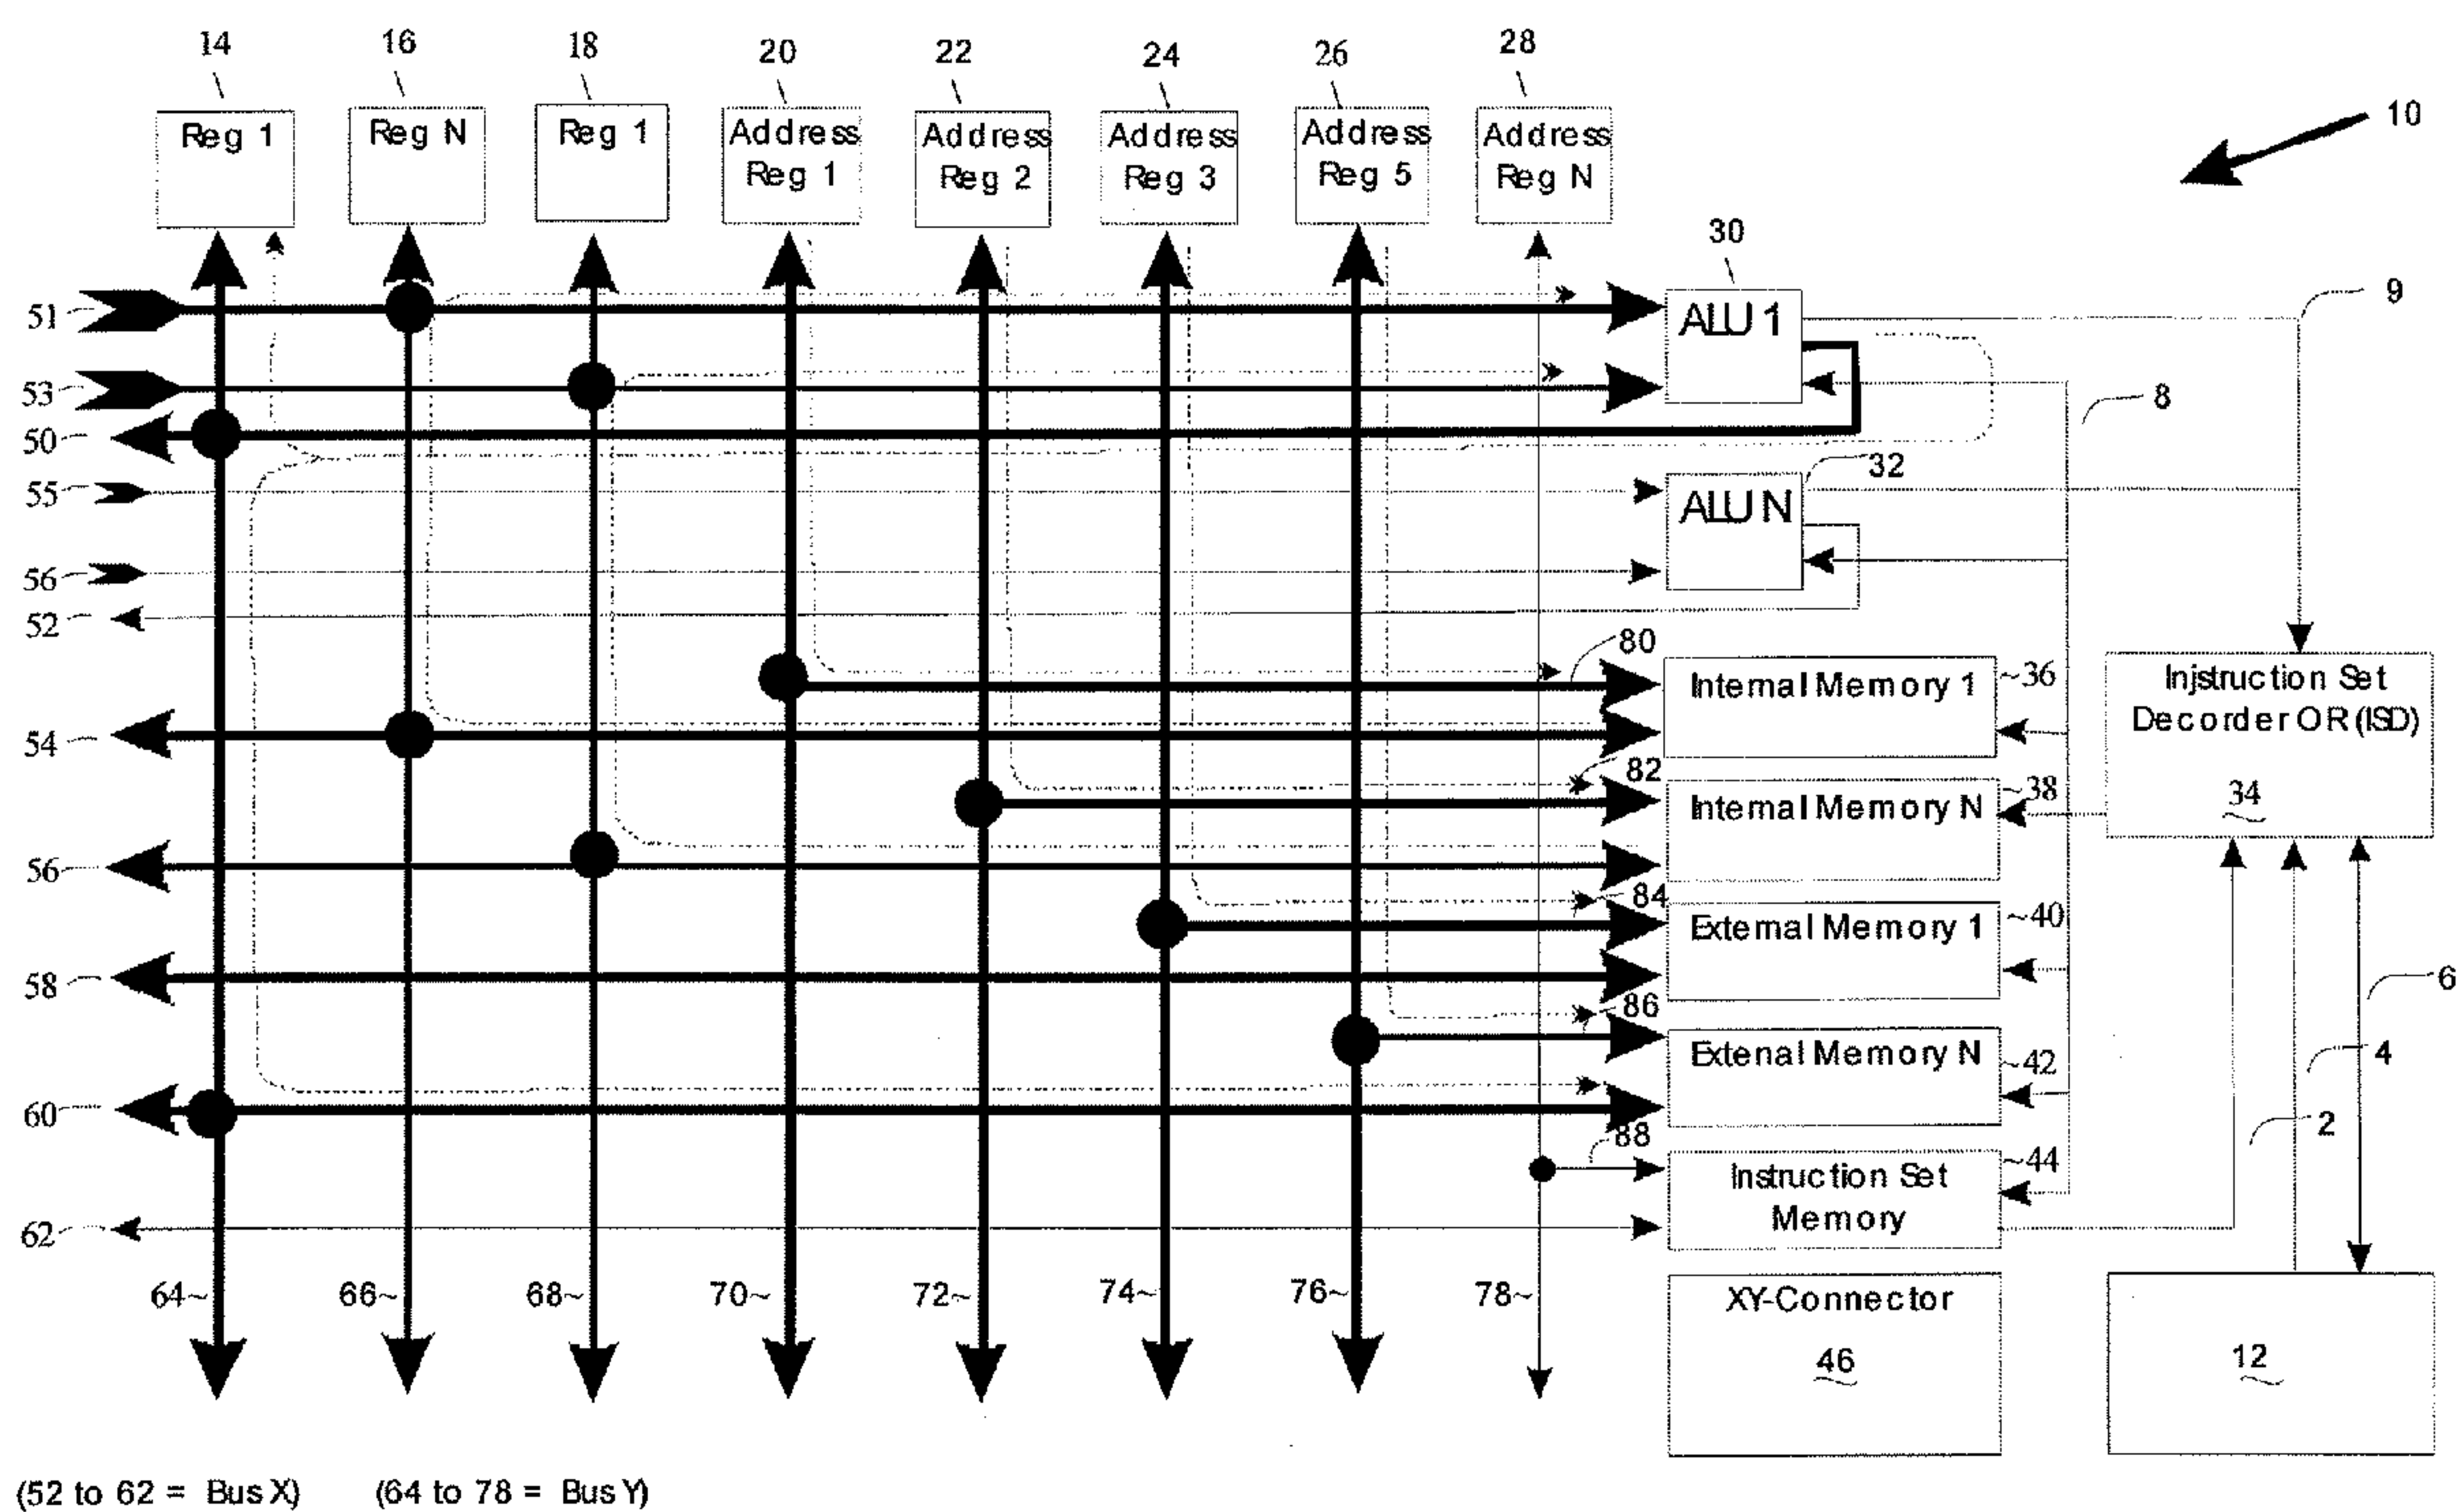 14
16
18
20
22
24
26
28
Reg 1
Reg N
Reg 1
Address
Reg 1
Address
Reg 2
Address
Reg 3
Address
Reg 5
Address
Reg N
10
30
9
51
ALU 1
53
8
50
32
55
ALU N
56
52
80
Internal Memory 1
36
Injstruction Set
Decorder OR (ISD)
34
54
82
Internal Memory N
38
56
84
External Memory 1
40
58
6
86
Extenal Memory N
42
4
60
2
88
Instruction Set
Memory
44
62
64
66
68
70
72
74
76
78
XY-Connector
46
12
(52 to 62 = Bus X)
(64 to 78 = Bus Y)